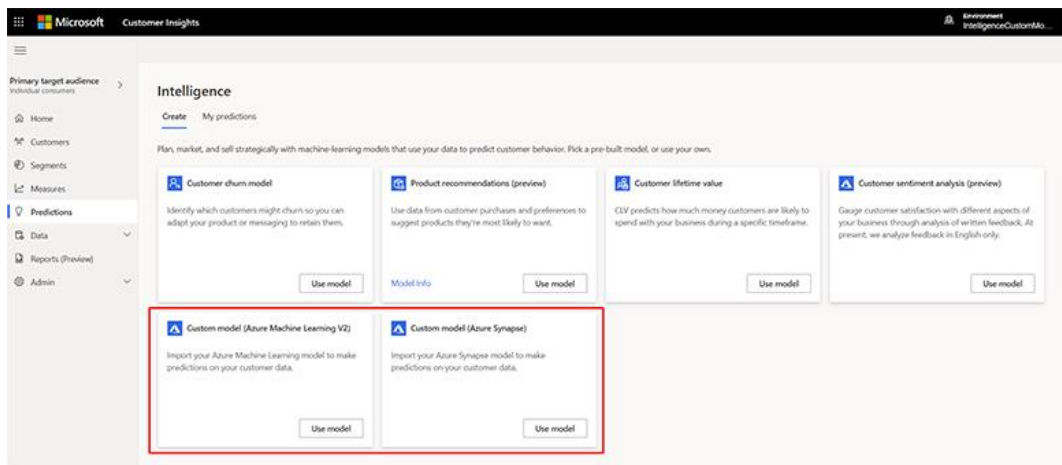 Microsoft Customer Insights
Environment
IntelligenceCustomMo...
Primary target audience
Individual consumers
Home
Customers
Segments
Measures
Predictions
Data
Reports (Preview)
Admin
Intelligence
Create My predictions
Plan, market, and sell strategically with machine-learning models that use your data to predict customer behavior. Pick a pre-built model, or use your own.
Customer churn model
Identify which customers might churn so you can
adapt your product or messaging to retain them.
Use model
Product recommendations (preview)
Use data from customer purchases and preferences to
suggest products they're most likely to want.
Model Info
Use model
Customer lifetime value
CLV predicts how much money customers are likely to
spend with your business during a specific timeframe.
Use model
Customer sentiment analysis (preview)
Gauge customer satisfaction with different aspects of
your business through analysis of written feedback. At
present, we analyze feedback in English only.
Use model
Custom model (Azure Machine Learning V2)
Import your Azure Machine Learning model to make
predictions on your customer data.
Use model
Custom model (Azure Synapse)
Import your Azure Synapse model to make
predictions on your customer data.
Use model